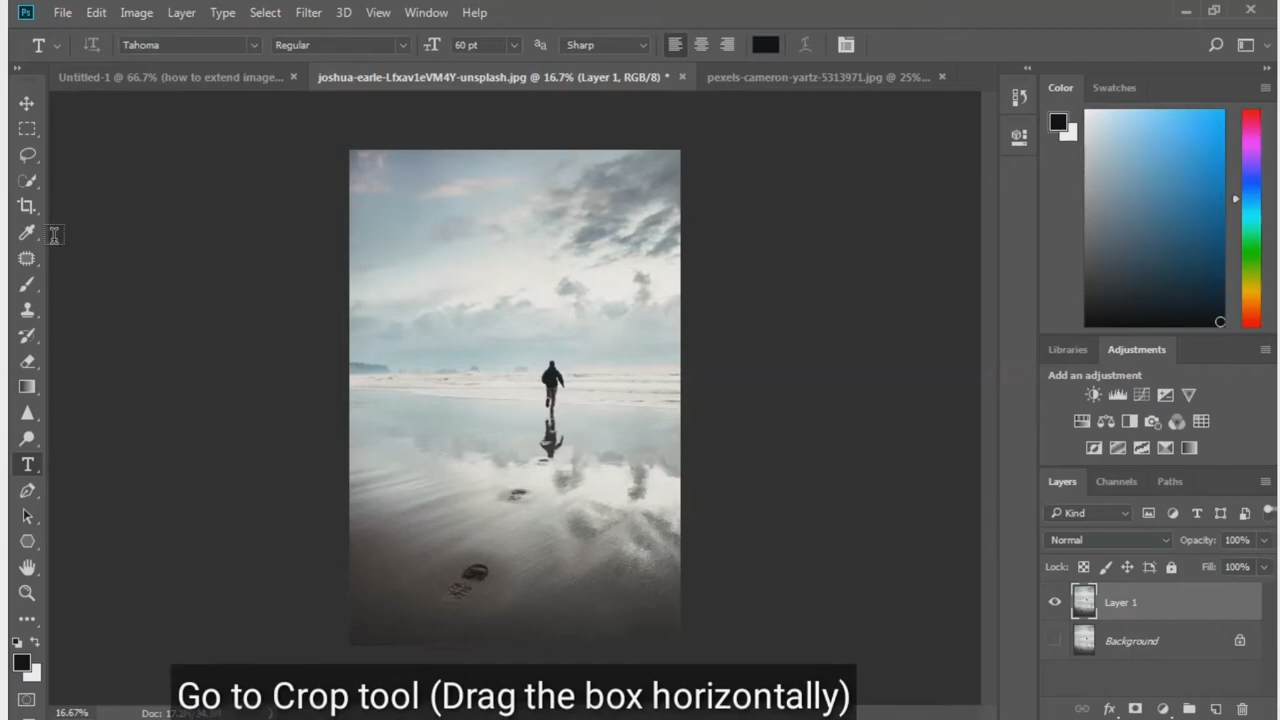 Ps File Edit Image Layer Type Select Filter 3D View Window Help
T Tahoma Regular 60 pt Sharp
Untitled-1 @ 66.7% (how to extend image... joshua-earle-Lfxav1eVM4Y-unsplash.jpg @ 16.7% (Layer 1, RGB/8) * pexels-cameron-yartz-5313971.jpg @ 25%...
Color Swatches
Libraries Adjustments
Add an adjustment
Layers Channels Paths
Kind
Normal Opacity: 100%
Lock: Fill: 100%
Layer 1
Background
Go to Crop tool (Drag the box horizontally)
16.67% Doc: